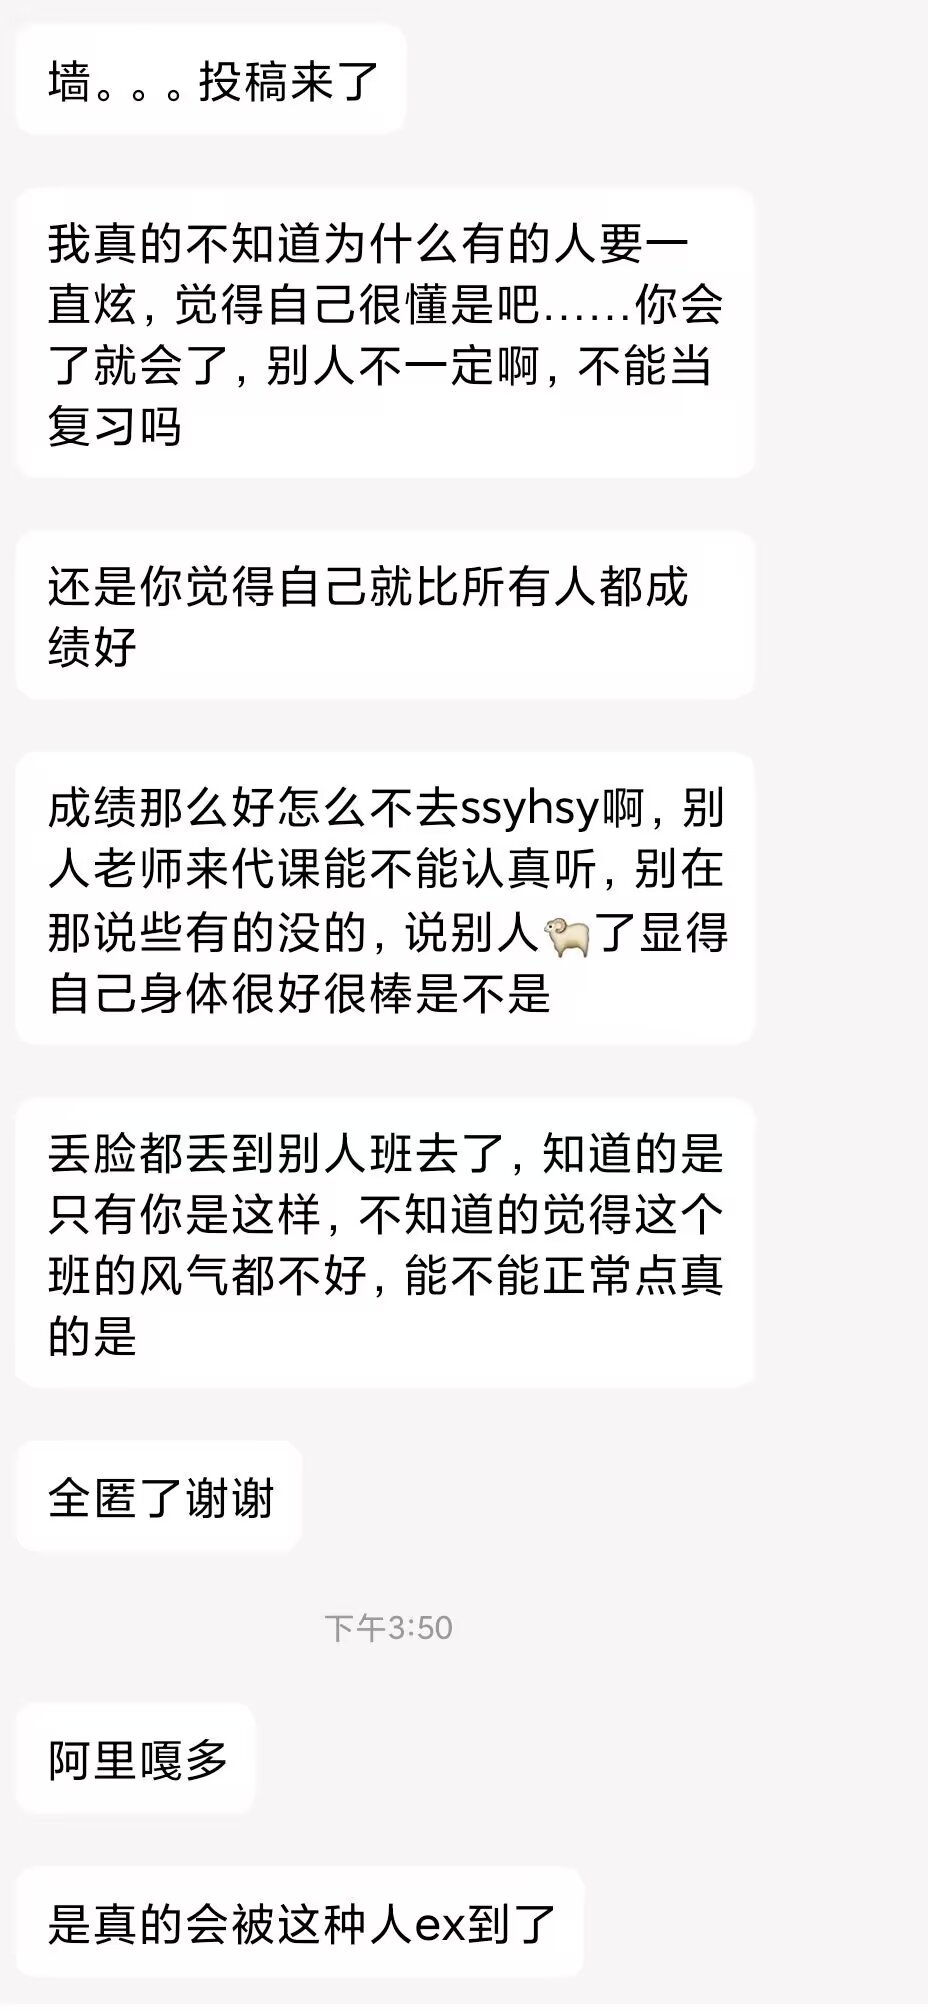 墙。。。投稿来了
我真的不知道为什么有的人要一
直炫，觉得自己很懂是吧……你会
了就会了，别人不一定啊，不能当
复习吗
还是你觉得自己就比所有人都成
绩好
成绩那么好怎么不去ssyhsy啊，别
人老师来代课能不能认真听，别在
那说些有的没的，说别人🐏了显得
自己身体很好很棒是不是
丢脸都丢到别人班去了，知道的是
只有你是这样，不知道的觉得这个
班的风气都不好，能不能正常点真
的是
全匿了谢谢
下午3:50
阿里嘎多
是真的会被这种人ex到了